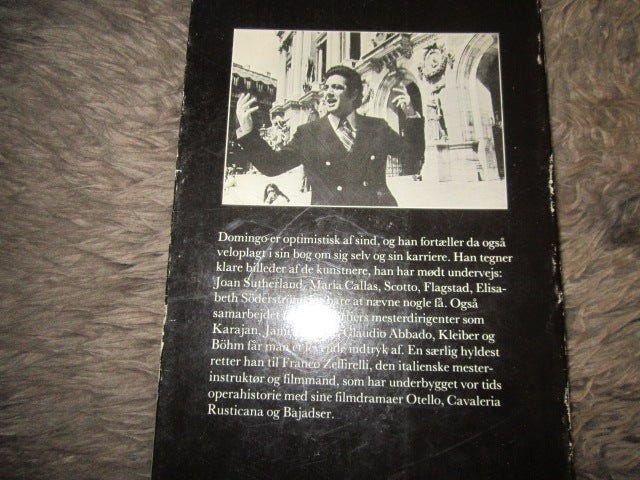 Domingo er optimistisk af sind, og han fortæller da også
veloplagt i sin bog om sig selv og sin karriere. Han tegner
klare billeder af de kunstnere, han har mødt undervejs:
Joan Sutherland, Maria Callas, Scotto, Flagstad, Elisa-
beth Söderström for bare at nævne nogle få. Også
samarbejdet mesterdirigenter som
Karajan, Claudio Abbado, Kleiber og
Böhm får man et levende indtryk af. En særlig hyldest
retter han til Franco Zeffirelli, den italienske mester-
instruktør og filmmand, som har underbygget vor tids
operahistorie med sine filmdramaer Otello, Cavaleria
Rusticana og Bajadser.